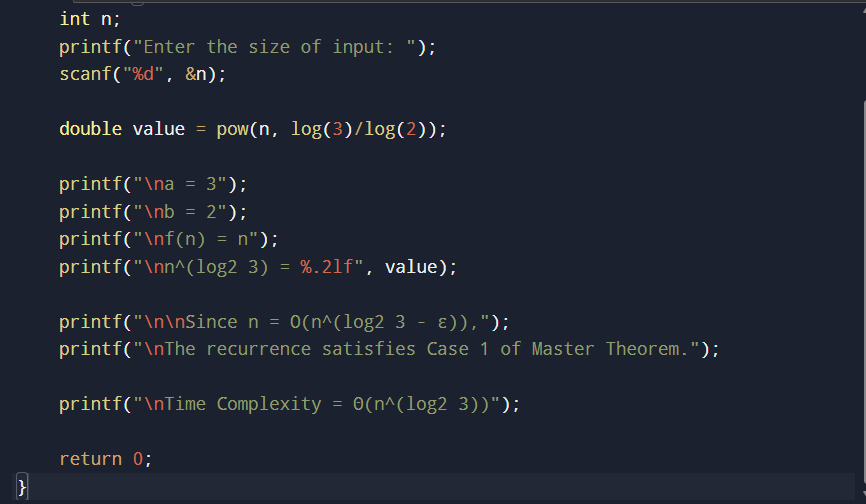 int n;
printf("Enter the size of input: ");
scanf("%d", &n);
double value = pow(n, log(3)/log(2));
printf("\na = 3");
printf("\nb = 2");
printf("\nf(n) = n");
printf("\nn^(log2 3) = %.2lf", value);
printf("\n\nSince n = O(n^(log2 3 - ε)),");
printf("\nThe recurrence satisfies Case 1 of Master Theorem.");
printf("\nTime Complexity = Θ(n^(log2 3))");
return 0;
}